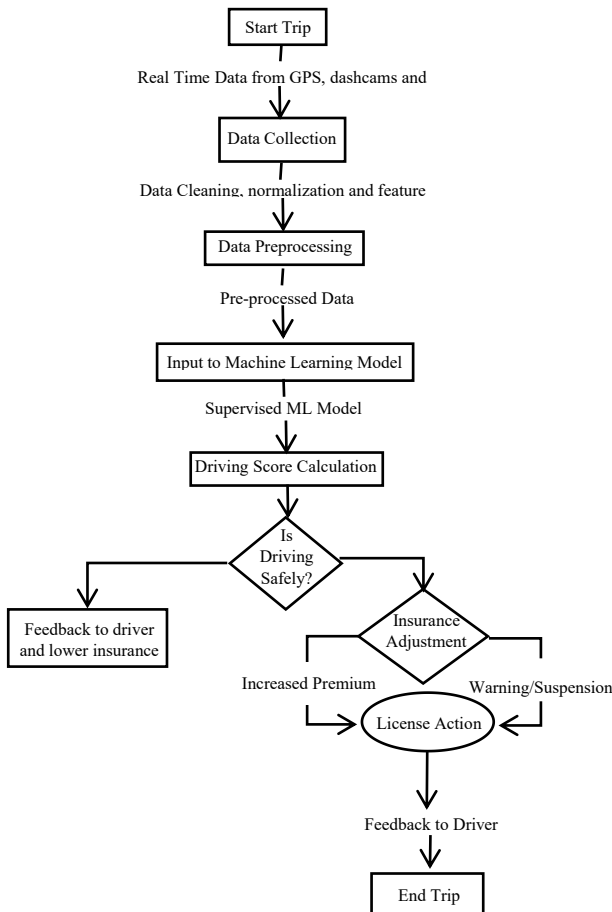 Start Trip
Real Time Data from GPS, dashcams and
Data Collection
Data Cleaning, normalization and feature
Data Preprocessing
Pre-processed Data
Input to Machine Learning Model
Supervised ML Model
Driving Score Calculation
Is
Driving
Safely?
Feedback to driver
and lower insurance
Insurance
Adjustment
Increased Premium
Warning/Suspension
License Action
Feedback to Driver
End Trip